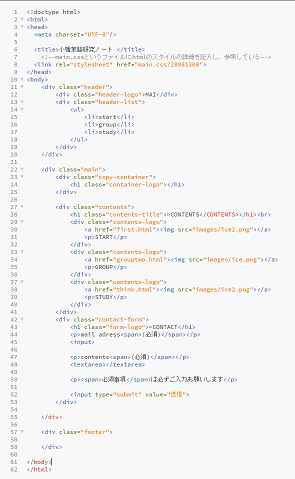 1 <!doctype html>
2 <html>
3 <head>
4 <meta charset="UTF-8"/>
5
6 <title>小管薬盤研究ノート </title>
7 <!--main.cssというファイルにhtmlのスタイルの詳細を記入し、参照している-->
8 <link rel="stylesheet" href="main.css?20001300">
9 </head>
10 <body>
11 <div class="header">
12 <div class="header-logo">MAI</div>
13 <div class="header-list">
14 <ul>
15 <li>start</li>
16 <li>group</li>
17 <li>study</li>
18 </ul>
19 </div>
20 </div>
21
22 <div class="main">
23 <div class="copy-container">
24 <h1 class="container-logo"></h1>
25 </div>
26
27 <div class="contents">
28 <h1 class="contents-title">CONTENTS</CONTENTS></h1><br>
29 <div class="contents-logo">
30 <a href="first.html"><img src="images/ice2.png"></a>
31 <p>START</p>
32 </div>
33 <div class="contents-logo">
34 <a href="grouptwo.html"><img src="images/ice.png"></a>
35 <p>GROUP</p>
36 </div>
37 <div class="contents-logo">
38 <a href="think.html"><img src="images/ice2.png"></a>
39 <p>STUDY</p>
40 </div>
41 </div>
42 <div class="contact-form">
43 <h1 class="form-logo">CONTACT</h1>
44 <p>mail adress<span>(必須)</span></p>
45 <input>
46
47 <p>contents<span>(必須)</span></p>
48 <textarea></textarea>
49
50 <p><span>必須事項</span>は必ずご入力お願いします</p>
51
52 <input type="submit" value="送信">
53 </div>
54
55 </div>
56
57 <div class="footer">
58
59 </div>
60
61 </body>
62 </html>